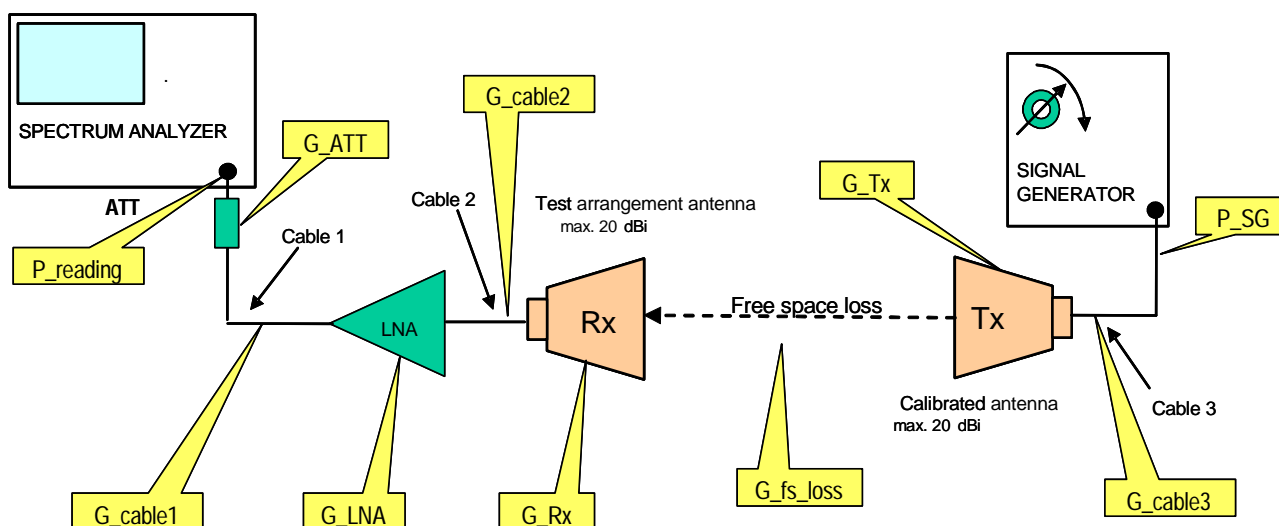 SPECTRUM ANALYZER
G_ATT
ATT
P_reading
Cable 1
G_cable1
LNA
G_LNA
G_cable2
Cable 2
Test arrangement antenna
max. 20 dBi
Rx
G_Rx
Free space loss
G_fs_loss
G_Tx
Tx
Calibrated antenna
max. 20 dBi
SIGNAL
GENERATOR
P_SG
Cable 3
G_cable3